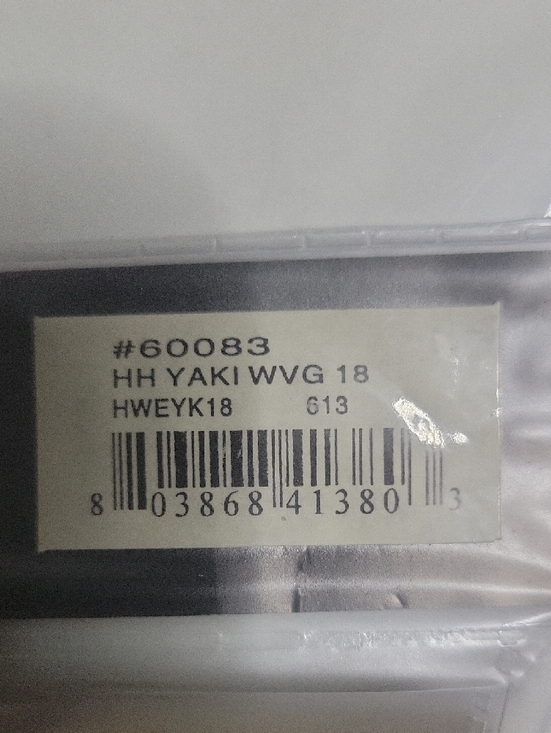 #60083
HH YAKI WVG 18
HWEYK18 613
8 03868 41380 3